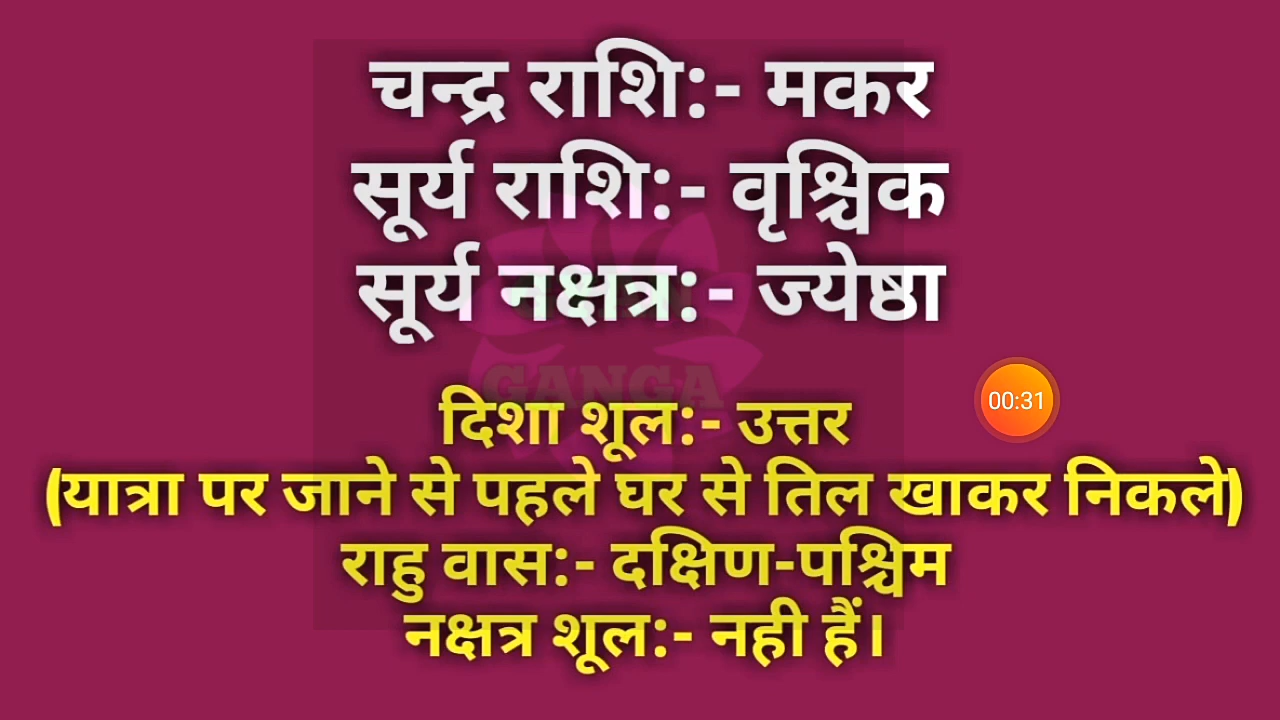 चन्द्र राशि:- मकर
सूर्य राशि:- वृश्चिक
सूर्य नक्षत्र:- ज्येष्ठा
GANGA
दिशा शूल:- उत्तर
00:31
(यात्रा पर जाने से पहले घर से तिल खाकर निकले)
राहु वास:- दक्षिण-पश्चिम
नक्षत्र शूल:- नही हैं।